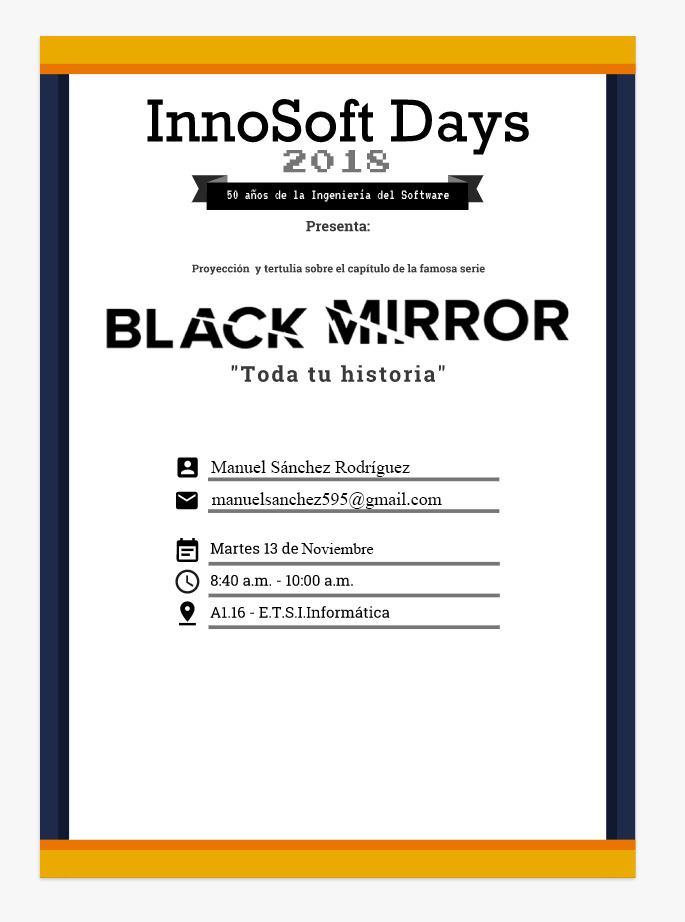 InnoSoft Days
2018
50 años de la Ingeniería del Software
Presenta:
Proyección y tertulia sobre el capítulo de la famosa serie
BLACK MIRROR
"Toda tu historia"
Manuel Sánchez Rodríguez
manuelsanchez595@gmail.com
Martes 13 de Noviembre
8:40 a.m. - 10:00 a.m.
A1.16 - E.T.S.I.Informática